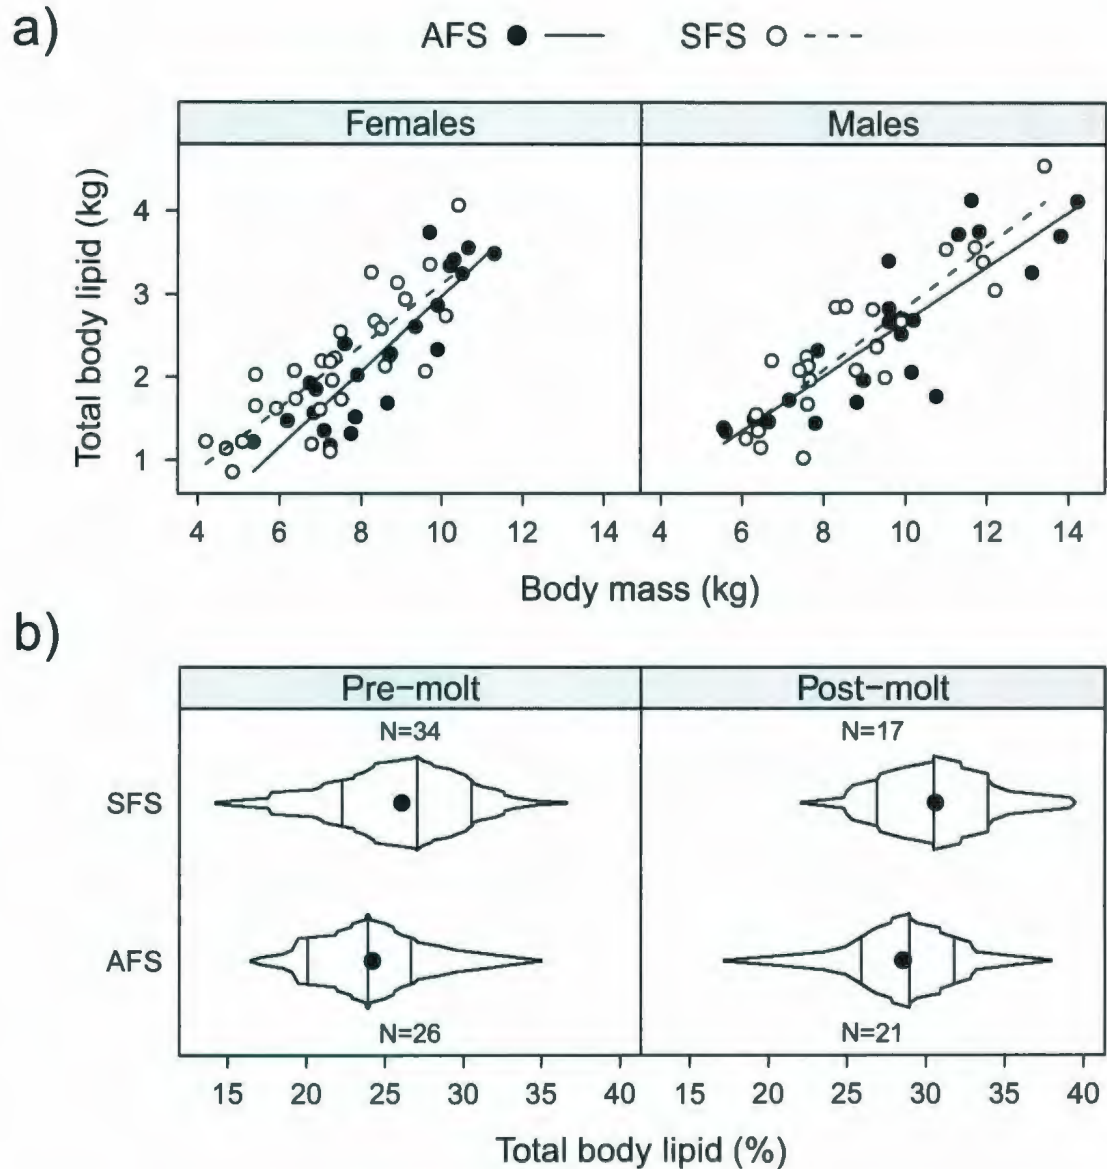 a)
AFS SFS
Females Males
Total body lipid (kg)
4
3
2
1
4 6 8 10 12 14 4 6 8 10 12 14
Body mass (kg)
b)
Pre-molt Post-molt
N=34 N=17
SFS
AFS
N=26 N=21
15 20 25 30 35 40 15 20 25 30 35 40
Total body lipid (%)